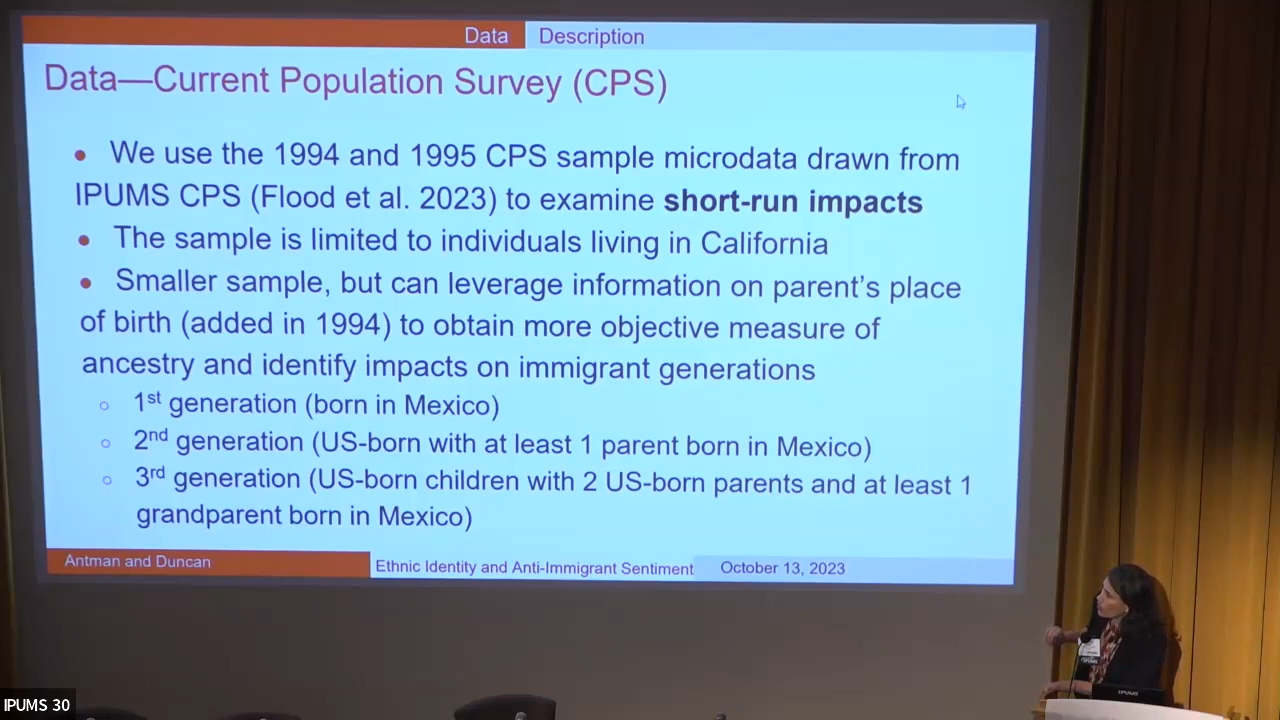 Data Description
Data—Current Population Survey (CPS)
• We use the 1994 and 1995 CPS sample microdata drawn from
IPUMS CPS (Flood et al. 2023) to examine short-run impacts
• The sample is limited to individuals living in California
• Smaller sample, but can leverage information on parent's place
of birth (added in 1994) to obtain more objective measure of
ancestry and identify impacts on immigrant generations
○ 1st generation (born in Mexico)
○ 2nd generation (US-born with at least 1 parent born in Mexico)
○ 3rd generation (US-born children with 2 US-born parents and at least 1
grandparent born in Mexico)
Antman and Duncan Ethnic Identity and Anti-Immigrant Sentiment October 13, 2023
IPUMS
IPUMS 30